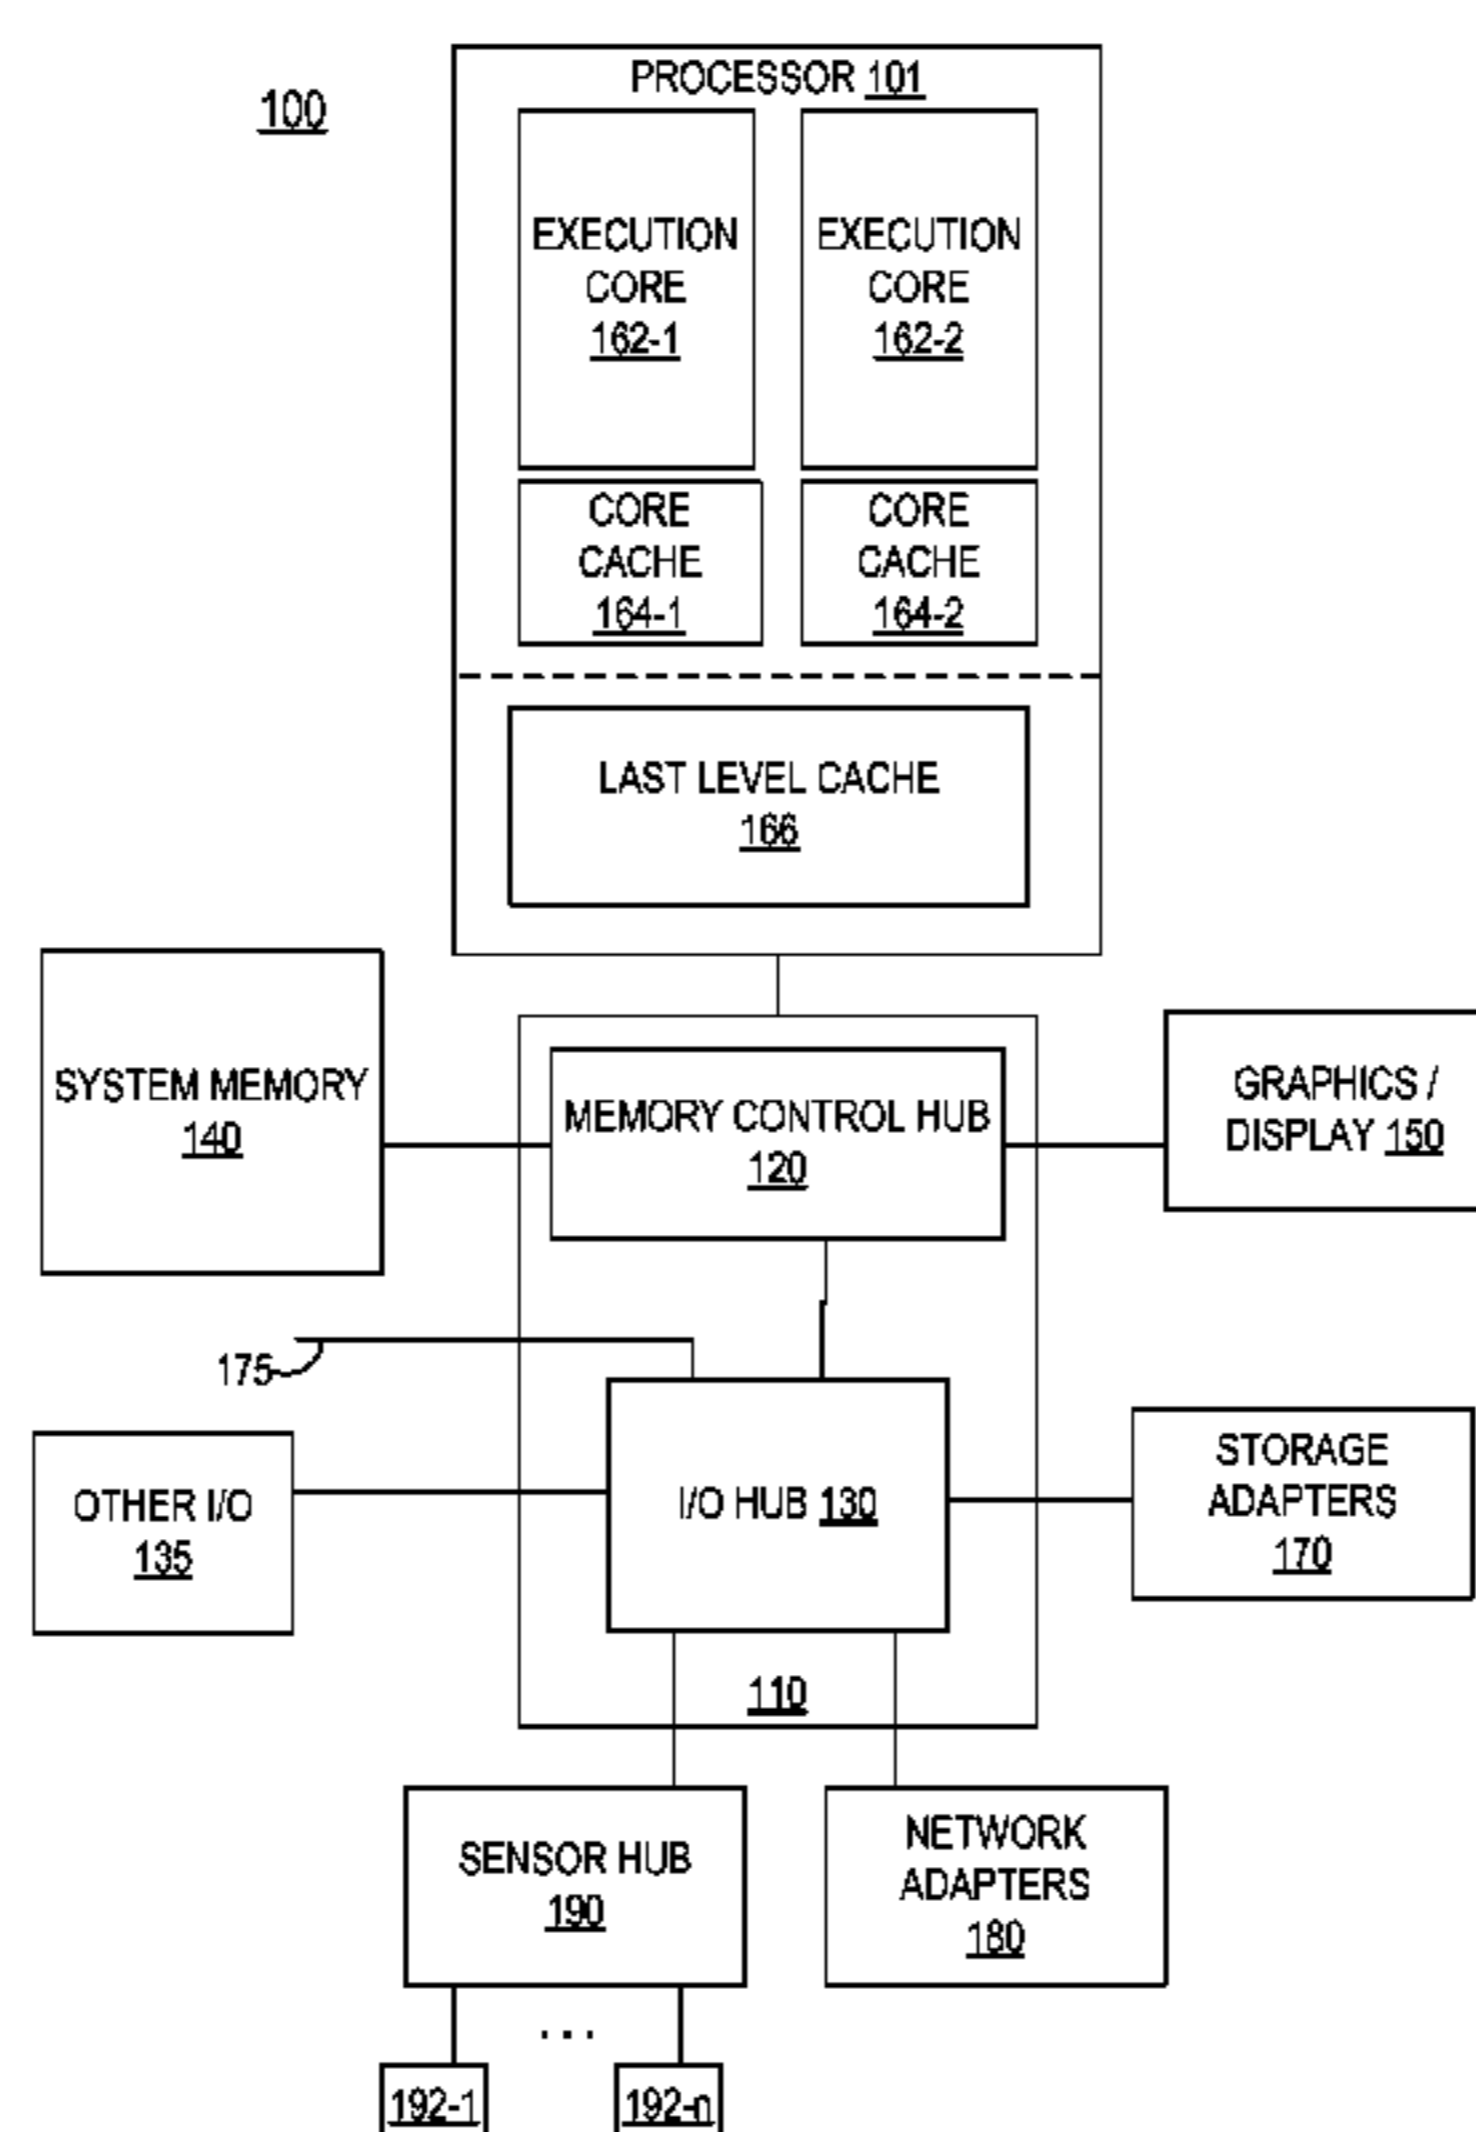 100
PROCESSOR 101
EXECUTION
CORE
162-1
EXECUTION
CORE
162-2
CORE
CACHE
164-1
CORE
CACHE
164-2
LAST LEVEL CACHE
166
SYSTEM MEMORY
140
MEMORY CONTROL HUB
120
GRAPHICS /
DISPLAY 150
175
OTHER I/O
135
I/O HUB 130
STORAGE
ADAPTERS
170
110
SENSOR HUB
190
NETWORK
ADAPTERS
180
...
192-1
192-n